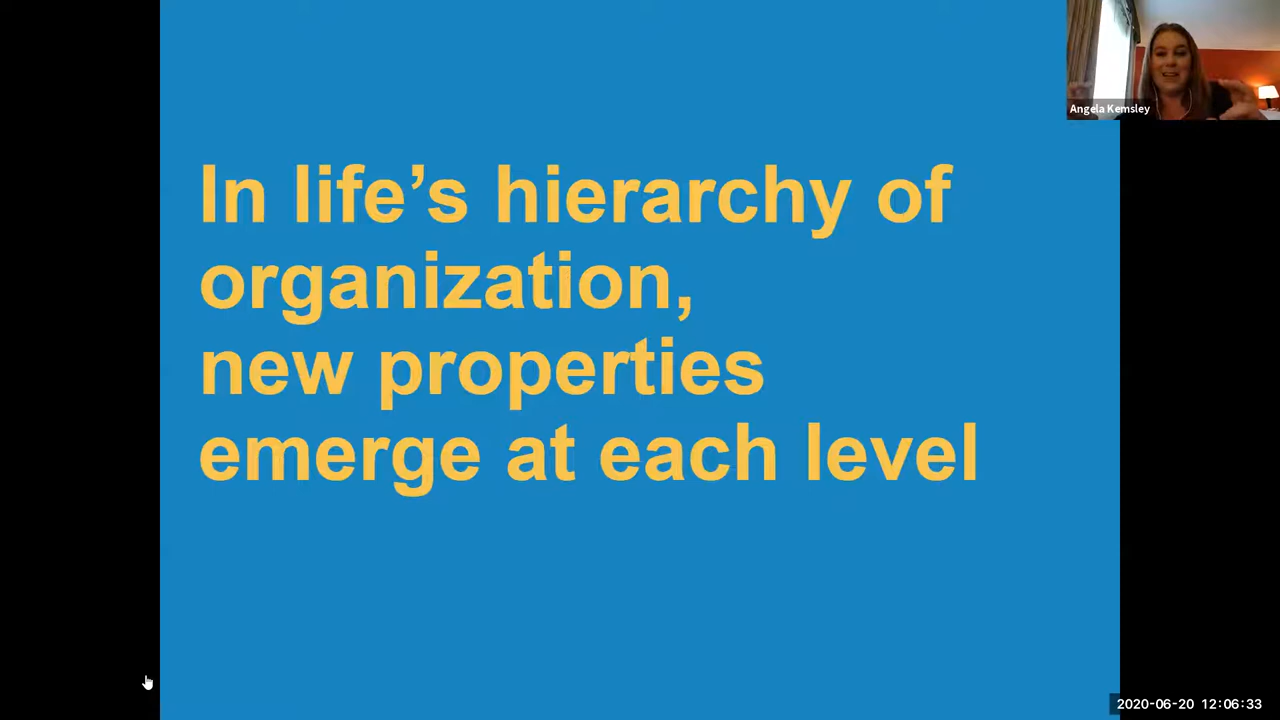 Angela Kemsley
In life’s hierarchy of
organization,
new properties
emerge at each level
2020-06-20 12:06:33